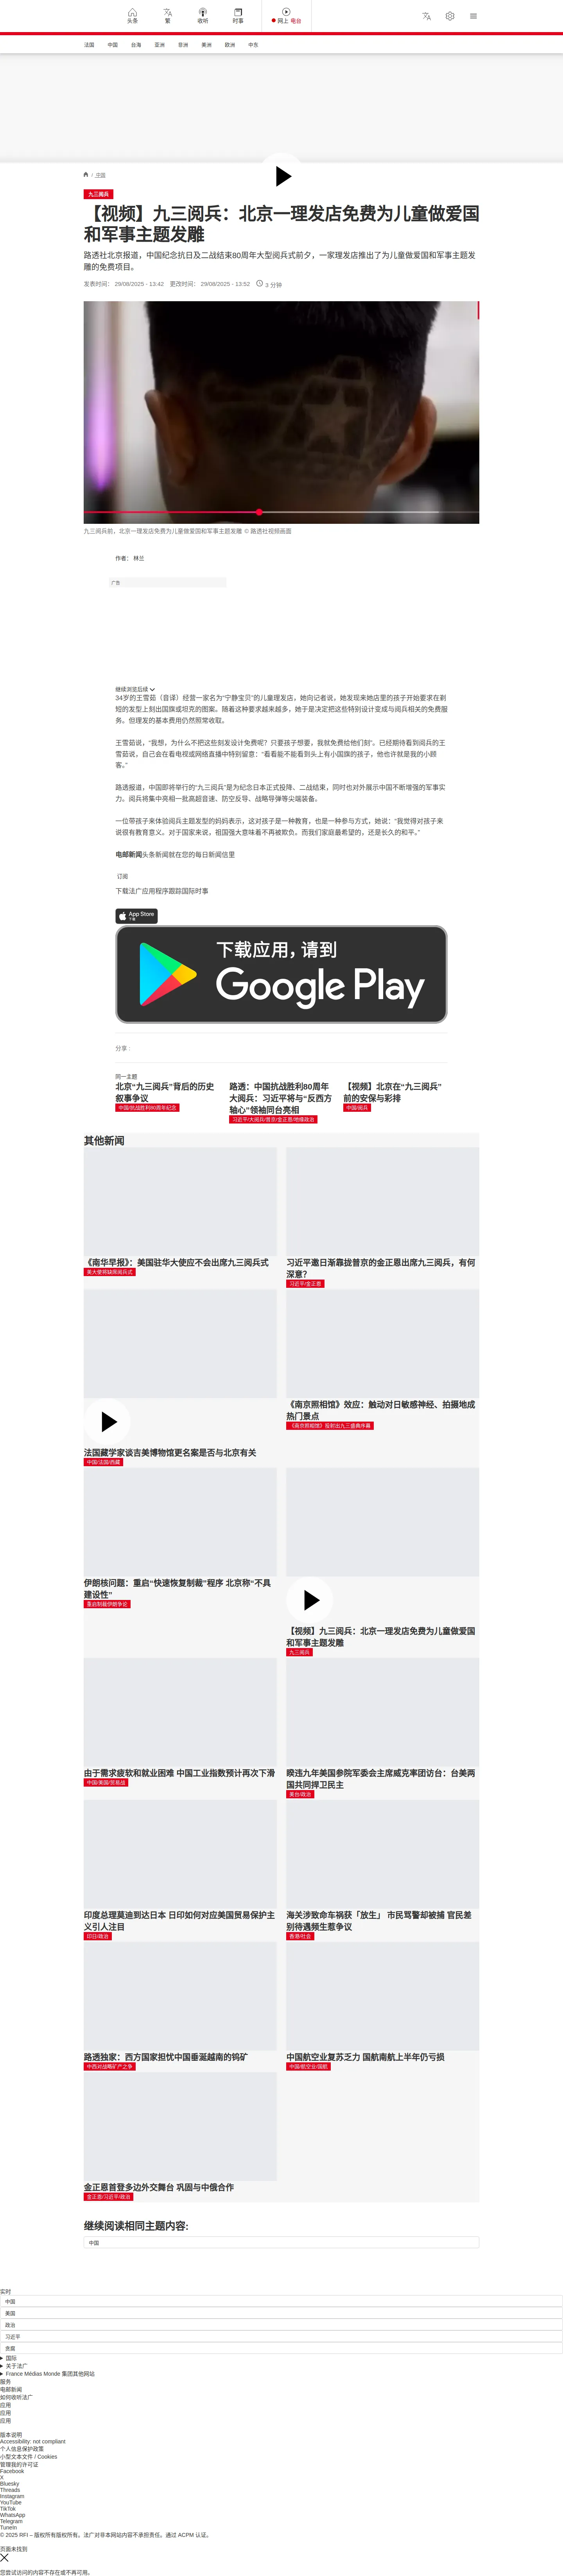 头条
繁
收听
时事
网上 电台
法国
中国
台海
亚洲
非洲
美洲
欧洲
中东
/ 中国
九三阅兵
【视频】九三阅兵：北京一理发店免费为儿童做爱国
和军事主题发雕
路透社北京报道，中国纪念抗日及二战结束80周年大型阅兵式前夕，一家理发店推出了为儿童做爱国和军事主题发
雕的免费项目。
发表时间： 29/08/2025 - 13:42 更改时间： 29/08/2025 - 13:52 3 分钟
九三阅兵前，北京一理发店免费为儿童做爱国和军事主题发雕 © 路透社视频画面
作者： 林兰
广告
继续浏览后续
34岁的王雪茹（音译）经营一家名为“宁静宝贝”的儿童理发店，她向记者说，她发现来她店里的孩子开始要求在剃
短的发型上刻出国旗或坦克的图案。随着这种要求越来越多，她于是决定把这些特别设计变成与阅兵相关的免费服
务。但理发的基本费用仍然照常收取。
王雪茹说，“我想，为什么不把这些刻发设计免费呢？只要孩子想要，我就免费给他们刻”。已经期待看到阅兵的王
雪茹说，自己会在看电视或网络直播中特别留意：“看看能不能看到头上有小国旗的孩子，他也许就是我的小顾
客。”
路透报道，中国即将举行的“九三阅兵”是为纪念日本正式投降、二战结束，同时也对外展示中国不断增强的军事实
力。阅兵将集中亮相一批高超音速、防空反导、战略导弹等尖端装备。
一位带孩子来体验阅兵主题发型的妈妈表示，这对孩子是一种教育，也是一种参与方式，她说：“我觉得对孩子来
说很有教育意义。对于国家来说，祖国强大意味着不再被欺负。而我们家庭最希望的，还是长久的和平。”
电邮新闻头条新闻就在您的每日新闻信里
订阅
下载法广应用程序跟踪国际时事
App Store
下载
下载应用，请到
Google Play
分享 :
同一主题
北京“九三阅兵”背后的历史
叙事争议
中国/抗战胜利80周年纪念
路透：中国抗战胜利80周年
大阅兵：习近平将与“反西方
轴心”领袖同台亮相
习近平/大阅兵/普京/金正恩/地缘政治
【视频】北京在“九三阅兵”
前的安保与彩排
中国/阅兵
其他新闻
《南华早报》：美国驻华大使应不会出席九三阅兵式
美大使将缺席阅兵式
习近平邀日渐靠拢普京的金正恩出席九三阅兵，有何
深意？
习近平/金正恩
法国藏学家谈吉美博物馆更名案是否与北京有关
中国/法国/西藏
《南京照相馆》效应：触动对日敏感神经、拍摄地成
热门景点
《南京照相馆》投射出九三盛典序幕
伊朗核问题：重启“快速恢复制裁”程序 北京称“不具
建设性”
重启制裁伊朗争论
【视频】九三阅兵：北京一理发店免费为儿童做爱国
和军事主题发雕
九三阅兵
由于需求疲软和就业困难 中国工业指数预计再次下滑
中国/美国/贸易战
睽违九年美国参院军委会主席威克率团访台：台美两
国共同捍卫民主
美台/政治
印度总理莫迪到达日本 日印如何对应美国贸易保护主
义引人注目
印日/政治
海关涉致命车祸获「放生」 市民骂警却被捕 官民差
别待遇频生惹争议
香港/社会
路透独家：西方国家担忧中国垂涎越南的钨矿
中西对战略矿产之争
中国航空业复苏乏力 国航南航上半年仍亏损
中国/航空业/国航
金正恩首登多边外交舞台 巩固与中俄合作
金正恩/习近平/政治
继续阅读相同主题内容:
中国
实时
中国
美国
政治
习近平
贪腐
国际
关于法广
France Médias Monde 集团其他网站
服务
电邮新闻
如何收听法广
应用
应用
应用
版本说明
Accessibility: not compliant
个人信息保护政策
小型文本文件 / Cookies
管理我的许可证
Facebook
X
Bluesky
Threads
Instagram
YouTube
TikTok
WhatsApp
Telegram
TuneIn
© 2025 RFI – 版权所有版权所有。法广对非本网站内容不承担责任。通过 ACPM 认证。
页面未找到
您尝试访问的内容不存在或不再可用。